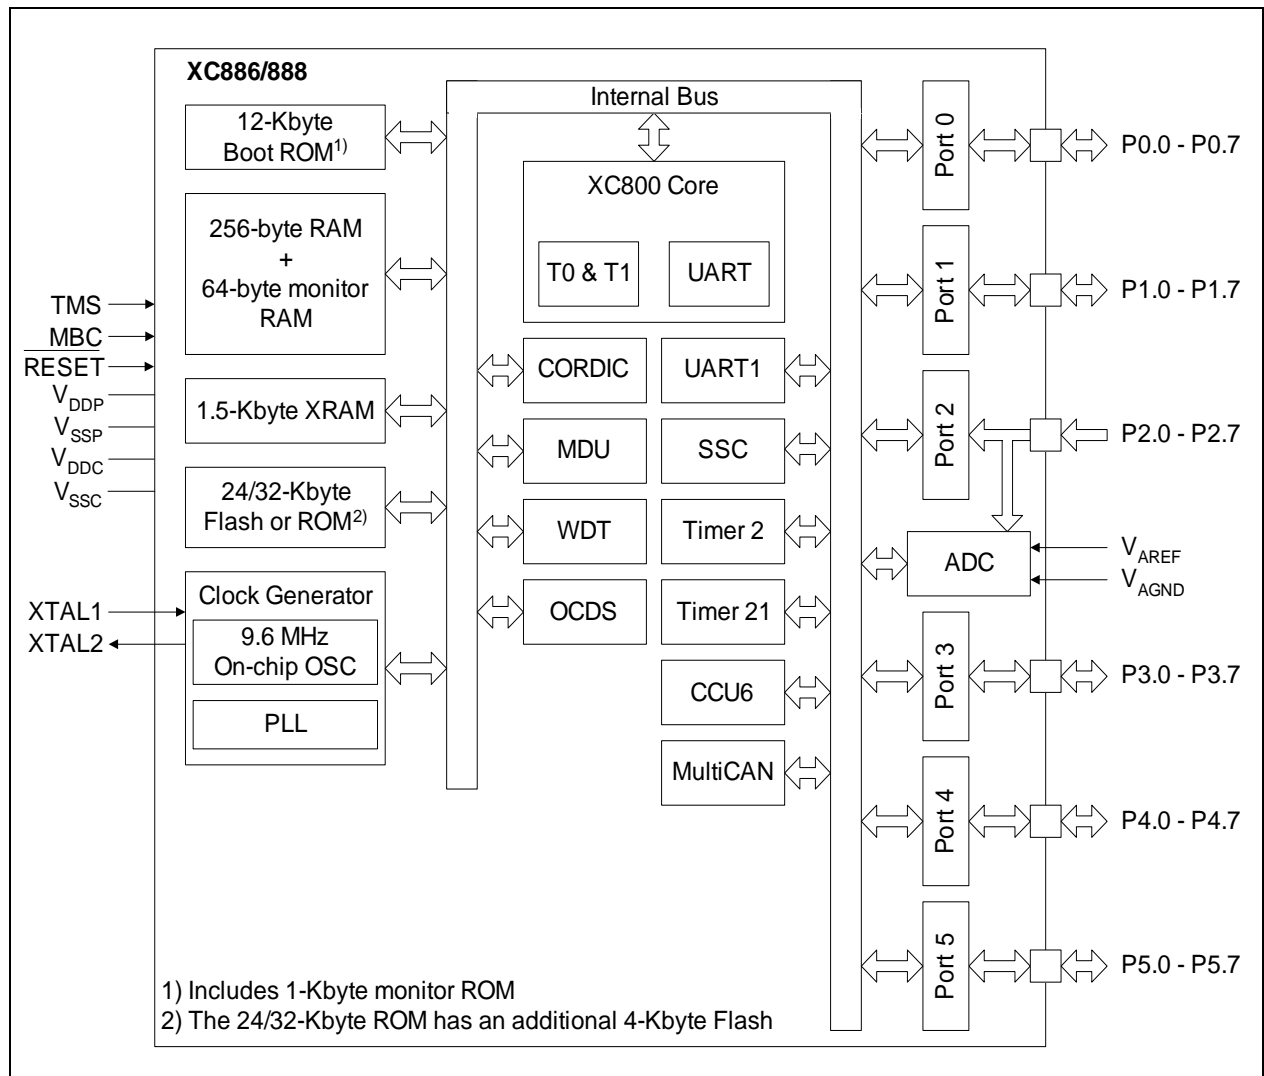 XC886/888
Internal Bus
12-Kbyte
Boot ROM1)
256-byte RAM
+
64-byte monitor
RAM
1.5-Kbyte XRAM
24/32-Kbyte
Flash or ROM2)
Clock Generator
9.6 MHz
On-chip OSC
PLL
TMS
MBC
RESET
VDDP
VSSP
VDDC
VSSC
XTAL1
XTAL2
XC800 Core
T0 & T1
UART
CORDIC
UART1
MDU
SSC
WDT
Timer 2
OCDS
Timer 21
CCU6
MultiCAN
Port 0
P0.0 - P0.7
Port 1
P1.0 - P1.7
Port 2
P2.0 - P2.7
ADC
VAREF
VAGND
Port 3
P3.0 - P3.7
Port 4
P4.0 - P4.7
Port 5
P5.0 - P5.7
1) Includes 1-Kbyte monitor ROM
2) The 24/32-Kbyte ROM has an additional 4-Kbyte Flash